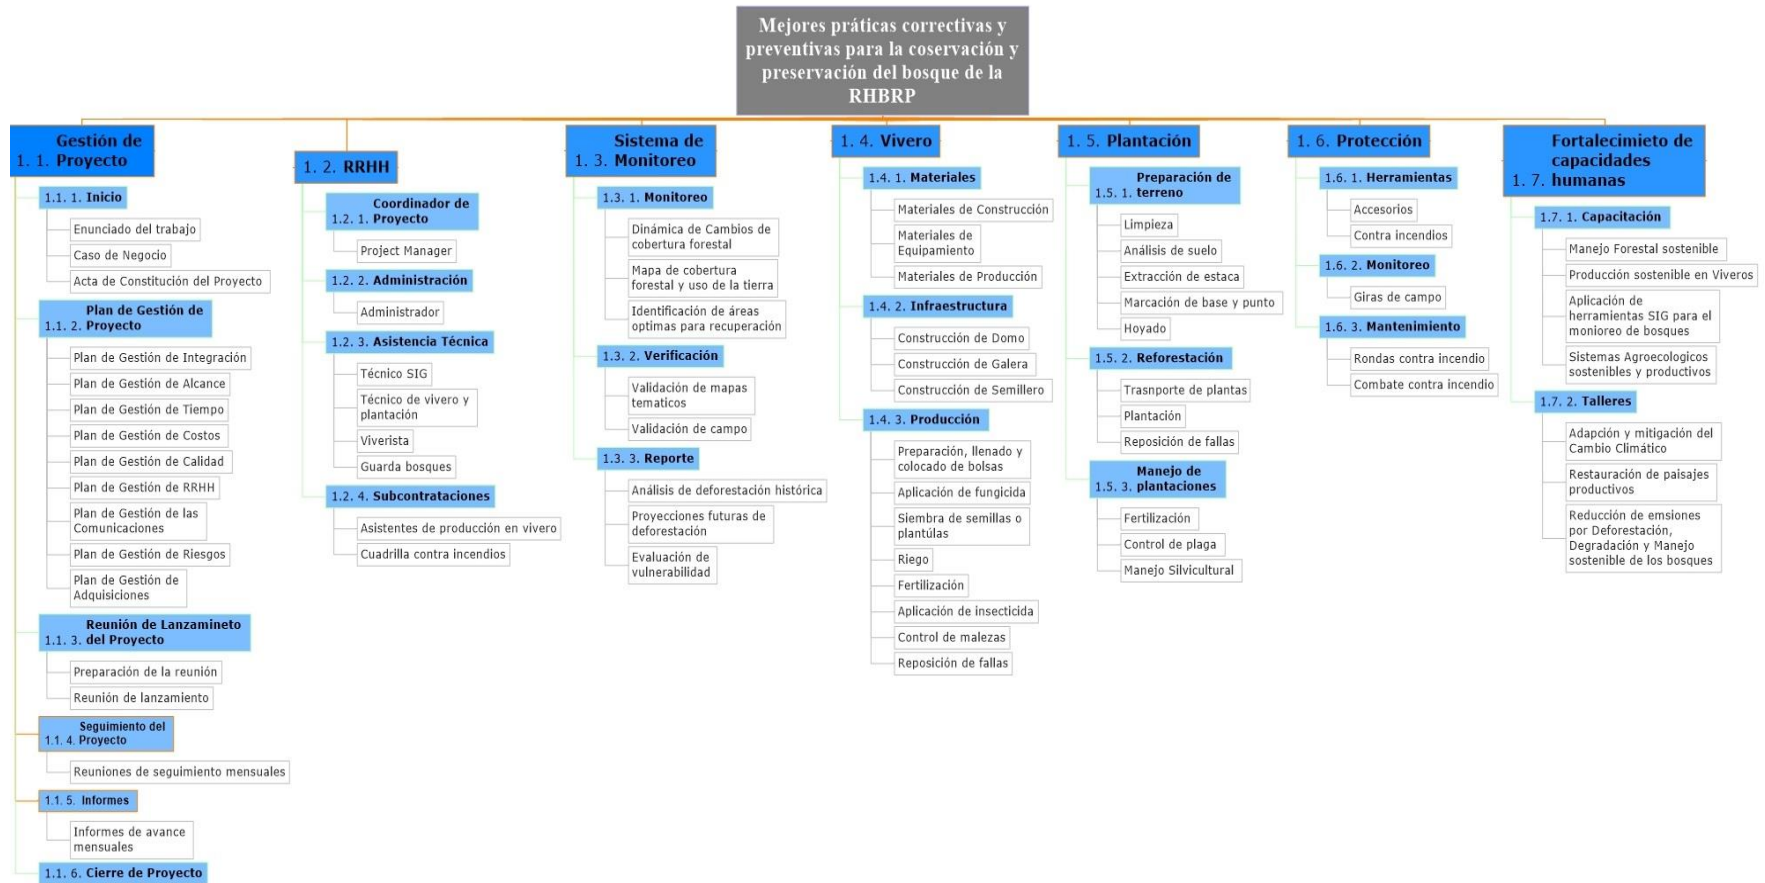 Mejores práticas correctivas y
preventivas para la coservación y
preservación del bosque de la
RHBRP
Gestión de
1. 1. Proyecto
1.1. 1. Inicio
Enunciado del trabajo
Caso de Negocio
Acta de Constitución del Proyecto
Plan de Gestión de
1.1. 2. Proyecto
Plan de Gestión de Integración
Plan de Gestión de Alcance
Plan de Gestión de Tiempo
Plan de Gestión de Costos
Plan de Gestión de Calidad
Plan de Gestión de RRHH
Plan de Gestión de las
Comunicaciones
Plan de Gestión de Riesgos
Plan de Gestión de
Adquisiciones
Reunión de Lanzamineto
1.1. 3. del Proyecto
Preparación de la reunión
Reunión de lanzamiento
Seguimiento del
1.1. 4. Proyecto
Reuniones de seguimiento mensuales
1.1. 5. Informes
Informes de avance
mensuales
1.1. 6. Cierre de Proyecto
1. 2. RRHH
Coordinador de
1.2. 1. Proyecto
Project Manager
1.2. 2. Administración
Administrador
1.2. 3. Asistencia Técnica
Técnico SIG
Técnico de vivero y
plantación
Viverista
Guarda bosques
1.2. 4. Subcontrataciones
Asistentes de producción en vivero
Cuadrilla contra incendios
Sistema de
1. 3. Monitoreo
1.3. 1. Monitoreo
Dinámica de Cambios de
cobertura forestal
Mapa de cobertura
forestal y uso de la tierra
Identificación de áreas
optimas para recuperación
1.3. 2. Verificación
Validación de mapas
tematicos
Validación de campo
1.3. 3. Reporte
Análisis de deforestación histórica
Proyecciones futuras de
deforestación
Evaluación de
vulnerabilidad
1. 4. Vivero
1.4. 1. Materiales
Materiales de Construcción
Materiales de
Equipamiento
Materiales de Producción
1.4. 2. Infraestructura
Construcción de Domo
Construcción de Galera
Construcción de Semillero
1.4. 3. Producción
Preparación, llenado y
colocado de bolsas
Aplicación de fungicida
Siembra de semillas o
plantúlas
Riego
Fertilización
Aplicación de insecticida
Control de malezas
Reposición de fallas
1. 5. Plantación
Preparación de
1.5. 1. terreno
Limpieza
Análisis de suelo
Extracción de estaca
Marcación de base y punto
Hoyado
1.5. 2. Reforestación
Trasnporte de plantas
Plantación
Reposición de fallas
Manejo de
1.5. 3. plantaciones
Fertilización
Control de plaga
Manejo Silvicultural
1. 6. Protección
1.6. 1. Herramientas
Accesorios
Contra incendios
1.6. 2. Monitoreo
Giras de campo
1.6. 3. Mantenimiento
Rondas contra incendio
Combate contra incendio
Fortalecimieto de
capacidades
1. 7. humanas
1.7. 1. Capacitación
Manejo Forestal sostenible
Producción sostenible en Viveros
Aplicación de
herramientas SIG para el
monioreo de bosques
Sistemas Agroecologicos
sostenibles y productivos
1.7. 2. Talleres
Adapción y mitigación del
Cambio Climático
Restauración de paisajes
productivos
Reducción de emsiones
por Deforestación,
Degradación y Manejo
sostenible de los bosques